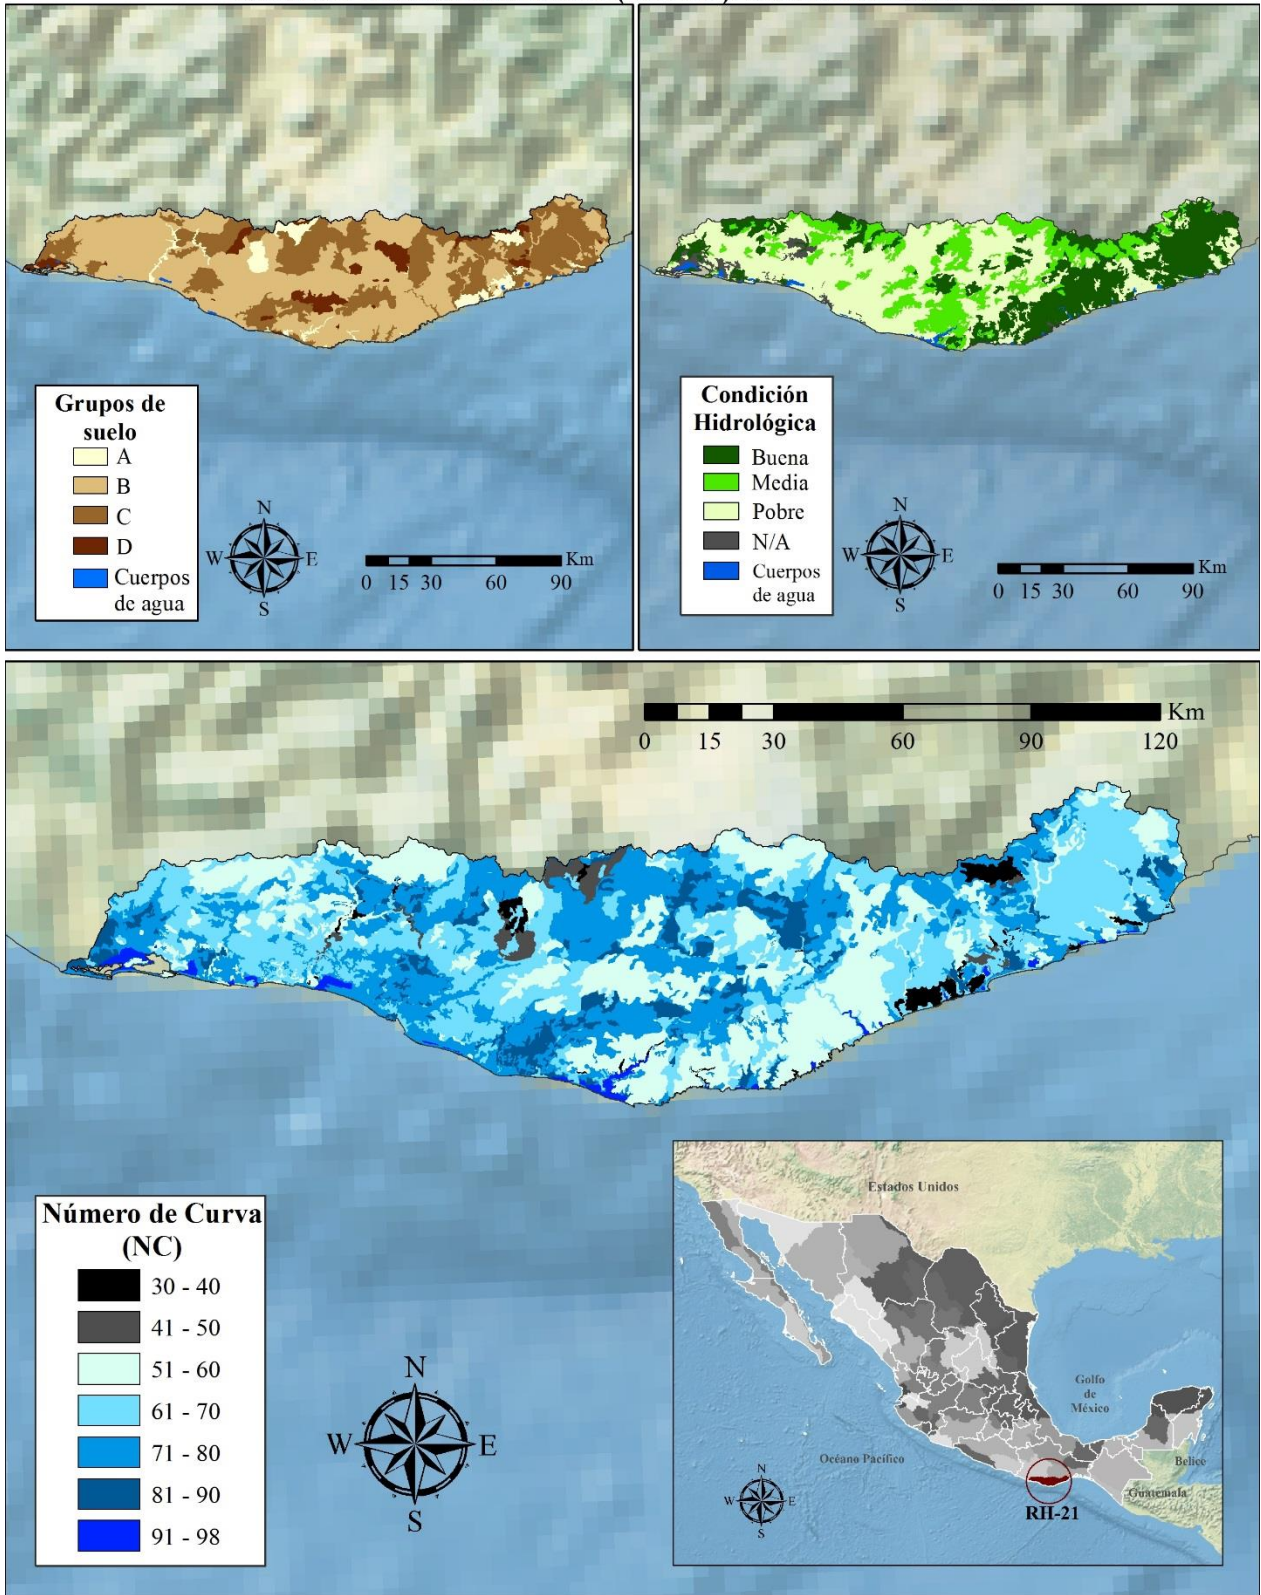 Grupos de
suelo
A
B
C
D
Cuerpos
de agua
N
W E
S
Km
0 15 30 60 90
Condición
Hidrológica
Buena
Media
Pobre
N/A
Cuerpos
de agua
N
W E
S
Km
0 15 30 60 90
Km
0 15 30 60 90 120
Número de Curva
(NC)
30 - 40
41 - 50
51 - 60
61 - 70
71 - 80
81 - 90
91 - 98
N
W E
S
Estados Unidos
Golfo
de
México
Océano Pacífico
Belice
Guatemala
N
W E
S
RH-21